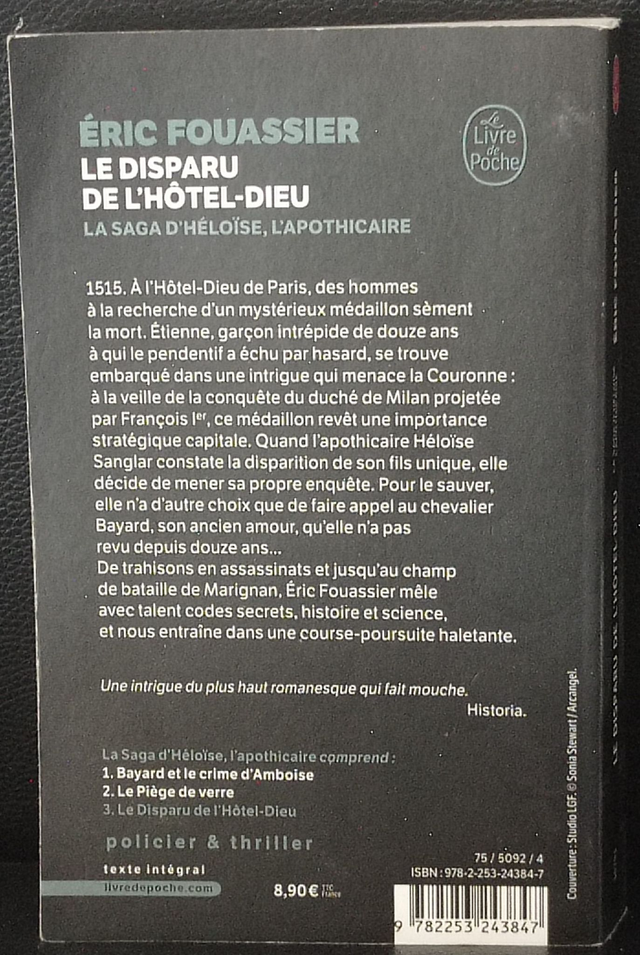 ÉRIC FOUASSIER
LE DISPARU
DE L'HÔTEL-DIEU
LA SAGA D'HÉLOÏSE, L'APOTHICAIRE
Le
Livre
de
Poche
1515. À l'Hôtel-Dieu de Paris, des hommes
à la recherche d'un mystérieux médaillon sèment
la mort. Étienne, garçon intrépide de douze ans
à qui le pendentif a échu par hasard, se trouve
embarqué dans une intrigue qui menace la Couronne :
à la veille de la conquête du duché de Milan projetée
par François Ier, ce médaillon revêt une importance
stratégique capitale. Quand l'apothicaire Héloïse
Sanglar constate la disparition de son fils unique, elle
décide de mener sa propre enquête. Pour le sauver,
elle n'a d'autre choix que de faire appel au chevalier
Bayard, son ancien amour, qu'elle n'a pas
revu depuis douze ans...
De trahisons en assassinats et jusqu'au champ
de bataille de Marignan, Éric Fouassier mêle
avec talent codes secrets, histoire et science,
et nous entraîne dans une course-poursuite haletante.
Une intrigue du plus haut romanesque qui fait mouche.
Historia.
La Saga d'Héloïse, l'apothicaire comprend :
1. Bayard et le crime d'Amboise
2. Le Piège de verre
3. Le Disparu de l'Hôtel-Dieu
policier & thriller
texte intégral
livredepoche.com
8,90 € TTC
France
75 / 5092 / 4
ISBN : 978-2-253-24384-7
9 782253 243847
Couverture : Studio LGF. © Sonia Stewart / Arcangel.
LE DISPARU DE L'HÔTEL-DIEU
ÉRIC FOUASSIER